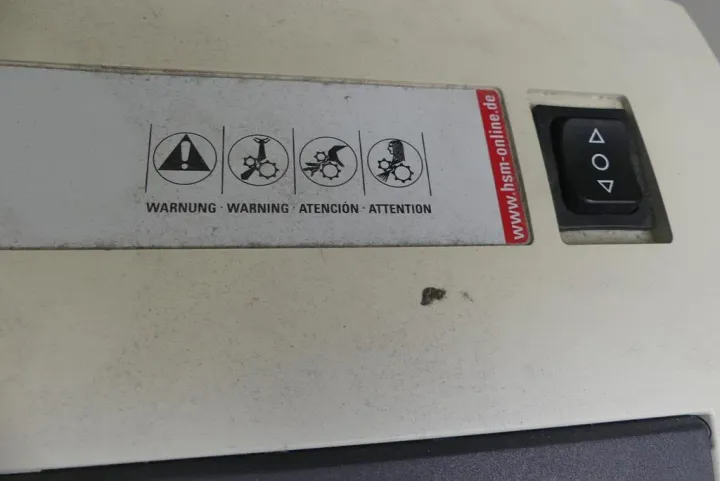 WARNUNG · WARNING · ATENCIÓN · ATTENTION
www.hsm-online.de